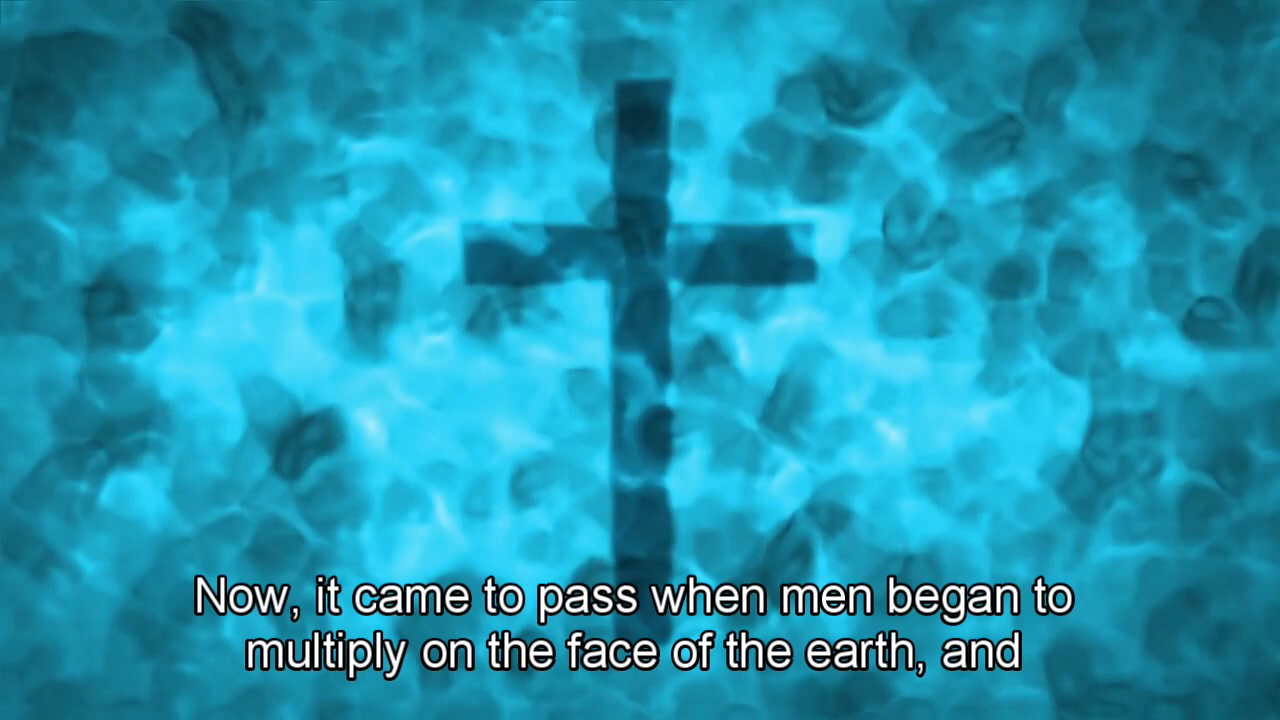 Now, it came to pass when men began to
multiply on the face of the earth, and